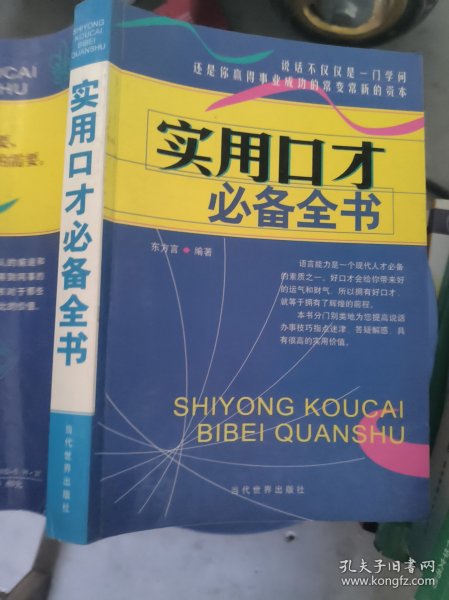 SHIYONG
KOUCAI
BIBEI
QUANSHU
实用口才必备全书
当代世界出版社
说话不仅仅是一门学问
还是你赢得事业成功的常变常新的资本
实用口才
必备全书
东方言◆编著
语言能力是一个现代人才必备
的素质之一，好口才会给你带来好
的运气和财气，所以拥有好口才，
就等于拥有了辉煌的前程。
本书分门别类地为您提高说话
办事技巧指点迷津、答疑解惑，具
有很高的实用价值。
SHIYONG KOUCAI
BIBEI QUANSHU
当代世界出版社
OUCAI
SHU
需要。
孔夫子旧书网
www.kongfz.com